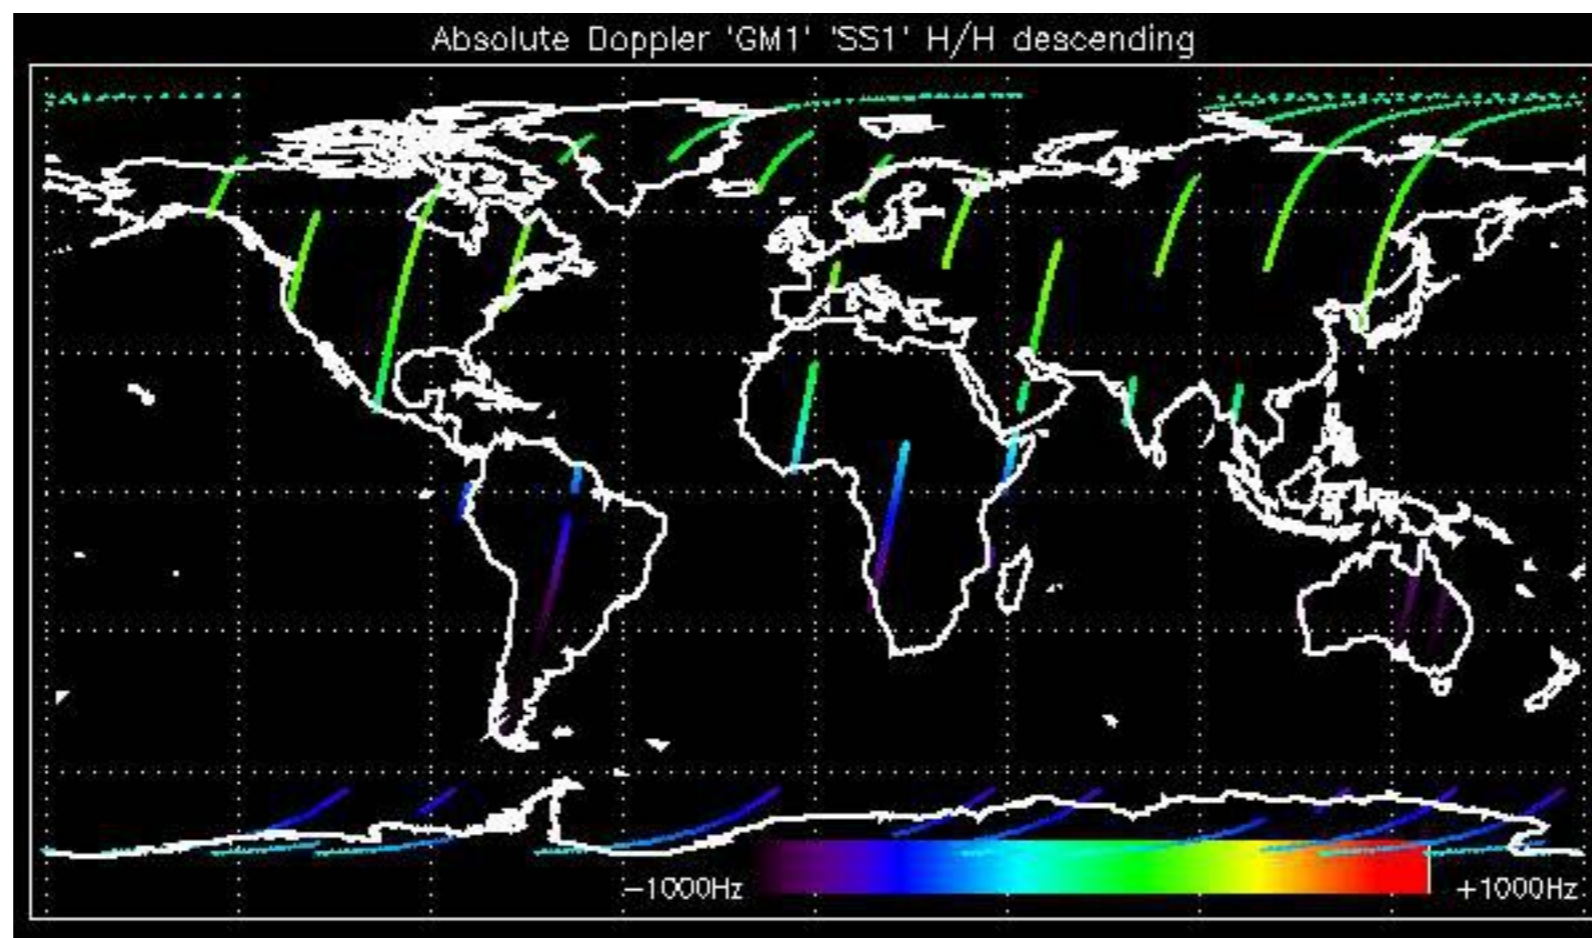 Absolute Doppler 'GM1' 'SS1' H/H descending
−1000Hz
+1000Hz